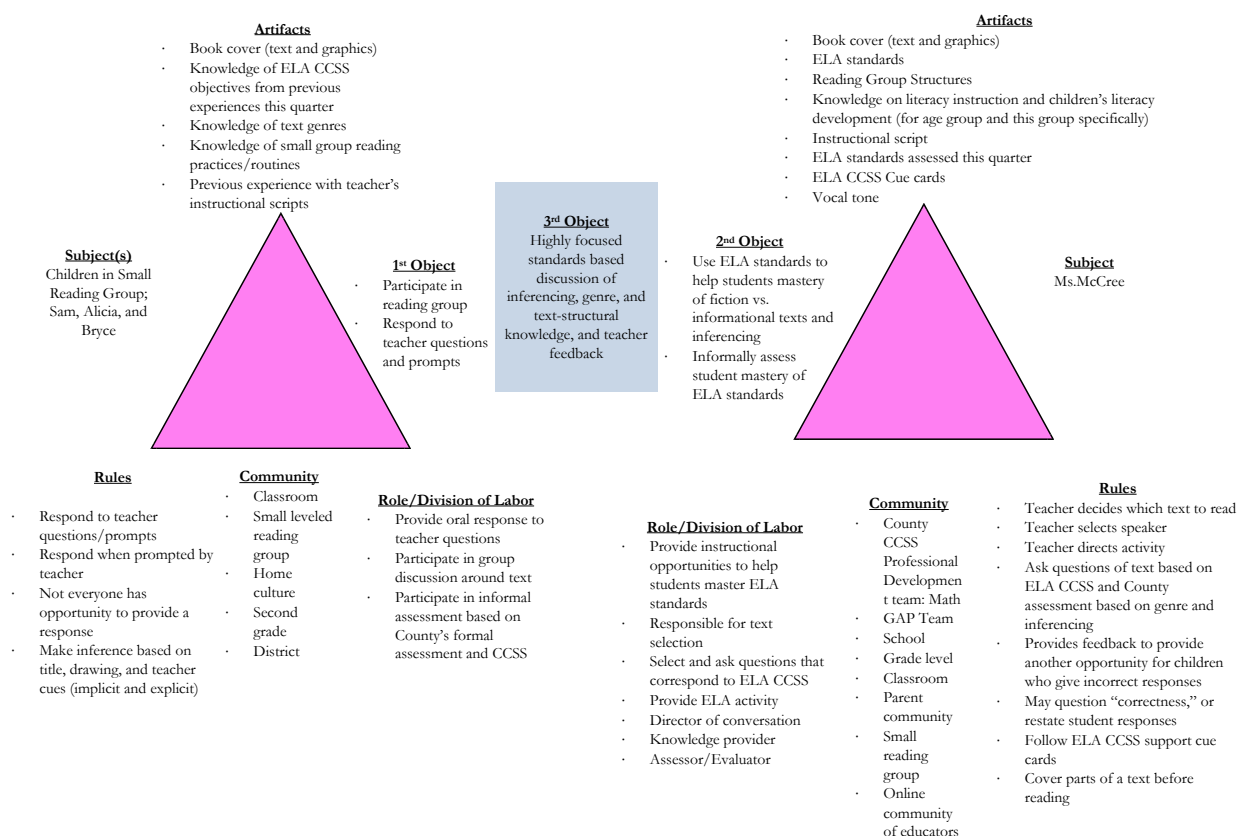 Artifacts
· Book cover (text and graphics)
· Knowledge of ELA CCSS
objectives from previous
experiences this quarter
· Knowledge of text genres
· Knowledge of small group reading
practices/routines
· Previous experience with teacher’s
instructional scripts
Subject(s)
Children in Small
Reading Group;
Sam, Alicia, and
Bryce
1st Object
· Participate in
reading group
· Respond to
teacher questions
and prompts
3rd Object
Highly focused
standards based
discussion of
inferencing, genre, and
text-structural
knowledge, and teacher
feedback
Artifacts
· Book cover (text and graphics)
· ELA standards
· Reading Group Structures
· Knowledge on literacy instruction and children’s literacy
development (for age group and this group specifically)
· Instructional script
· ELA standards assessed this quarter
· ELA CCSS Cue cards
· Vocal tone
2nd Object
· Use ELA standards to
help students mastery
of fiction vs.
informational texts and
inferencing
· Informally assess
student mastery of
ELA standards
Subject
Ms.McCree
Rules
· Respond to teacher
questions/prompts
· Respond when prompted by
teacher
· Not everyone has
opportunity to provide a
response
· Make inference based on
title, drawing, and teacher
cues (implicit and explicit)
Community
· Classroom
· Small leveled
reading
group
· Home
culture
· Second
grade
· District
Role/Division of Labor
· Provide oral response to
teacher questions
· Participate in group
discussion around text
· Participate in informal
assessment based on
County’s formal
assessment and CCSS
Role/Division of Labor
· Provide instructional
opportunities to help
students master ELA
standards
· Responsible for text
selection
· Select and ask questions that
correspond to ELA CCSS
· Provide ELA activity
· Director of conversation
· Knowledge provider
· Assessor/Evaluator
Community
· County
CCSS
Professional
Developmen
t team: Math
· GAP Team
· School
· Grade level
· Classroom
· Parent
community
· Small
reading
group
· Online
community
of educators
Rules
· Teacher decides which text to read
· Teacher selects speaker
· Teacher directs activity
· Ask questions of text based on
ELA CCSS and County
assessment based on genre and
inferencing
· Provides feedback to provide
another opportunity for children
who give incorrect responses
· May question “correctness,” or
restate student responses
· Follow ELA CCSS support cue
cards
· Cover parts of a text before
reading